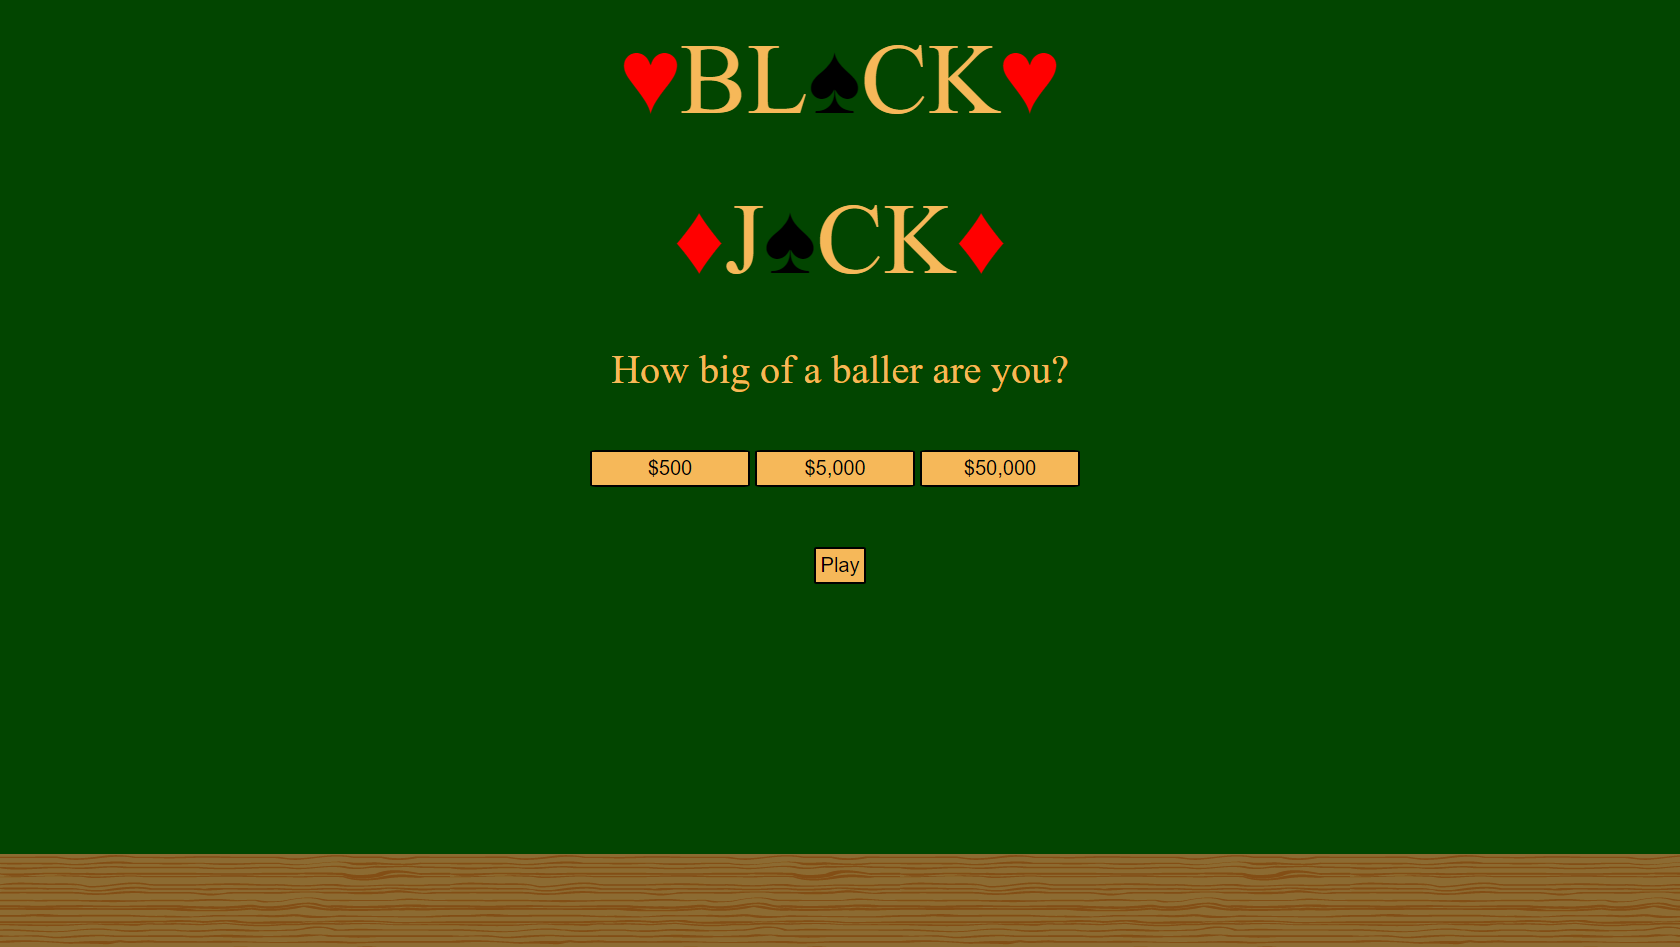 ♥BL♠CK♥
♦J♠CK♦
How big of a baller are you?
$500 $5,000 $50,000
Play